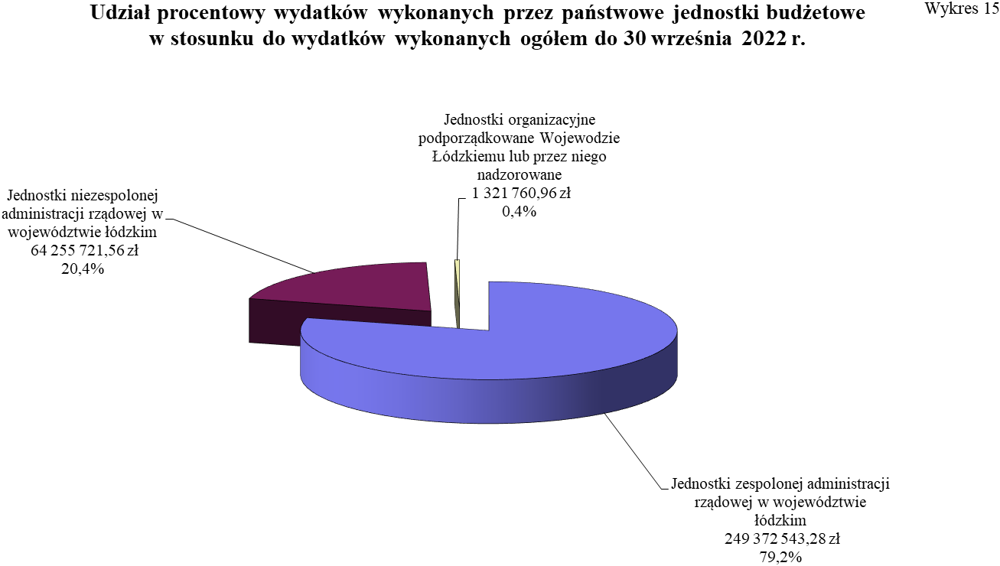 Udział procentowy wydatków wykonanych przez państwowe jednostki budżetowe
w stosunku do wydatków wykonanych ogółem do 30 września 2022 r.
Wykres 15
Jednostki organizacyjne
podporządkowane Wojewodzie
Łódzkiemu lub przez niego
nadzorowane
1 321 760,96 zł
0,4%
Jednostki niezespolonej
administracji rządowej w
województwie łódzkim
64 255 721,56 zł
20,4%
Jednostki zespolonej administracji
rządowej w województwie
łódzkim
249 372 543,28 zł
79,2%